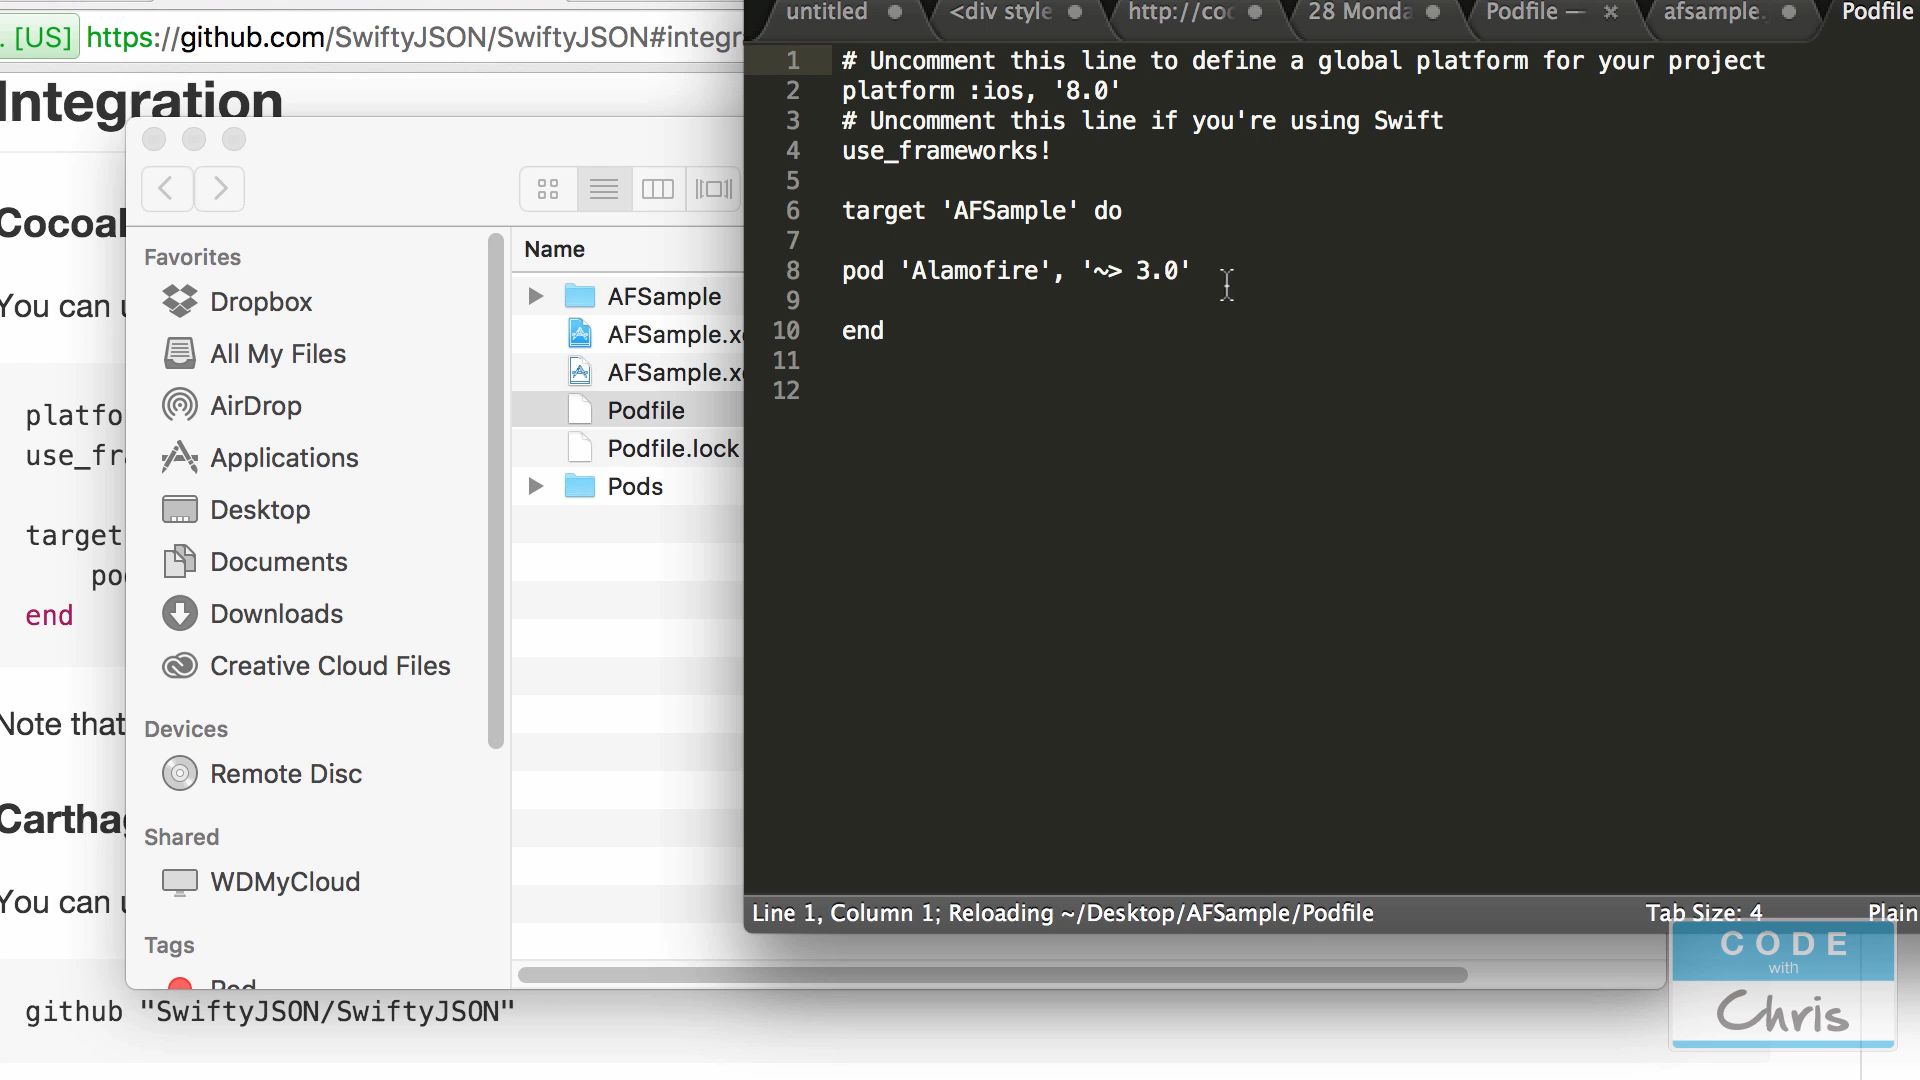 . [US] https://github.com/SwiftyJSON/SwiftyJSON#integr
Integration
You can
platfo
use_fr
target
end
Note that
You can
github "SwiftyJSON/SwiftyJSON"
Favorites
Dropbox
All My Files
AirDrop
Applications
Desktop
Documents
Downloads
Creative Cloud Files
Devices
Remote Disc
Shared
WDMyCloud
Tags
Name
AFSample
AFSample.x
AFSample.x
Podfile
Podfile.lock
Pods
untitled
<div style
http://coc
28 Monda
Podfile —
afsample.
Podfile
1 # Uncomment this line to define a global platform for your project
2 platform :ios, '8.0'
3 # Uncomment this line if you're using Swift
4 use_frameworks!
5
6 target 'AFSample' do
7
8 pod 'Alamofire', '~> 3.0'
9
10 end
11
12
Line 1, Column 1; Reloading ~/Desktop/AFSample/Podfile
Tab Size: 4
Plain
CODE
with
Chris